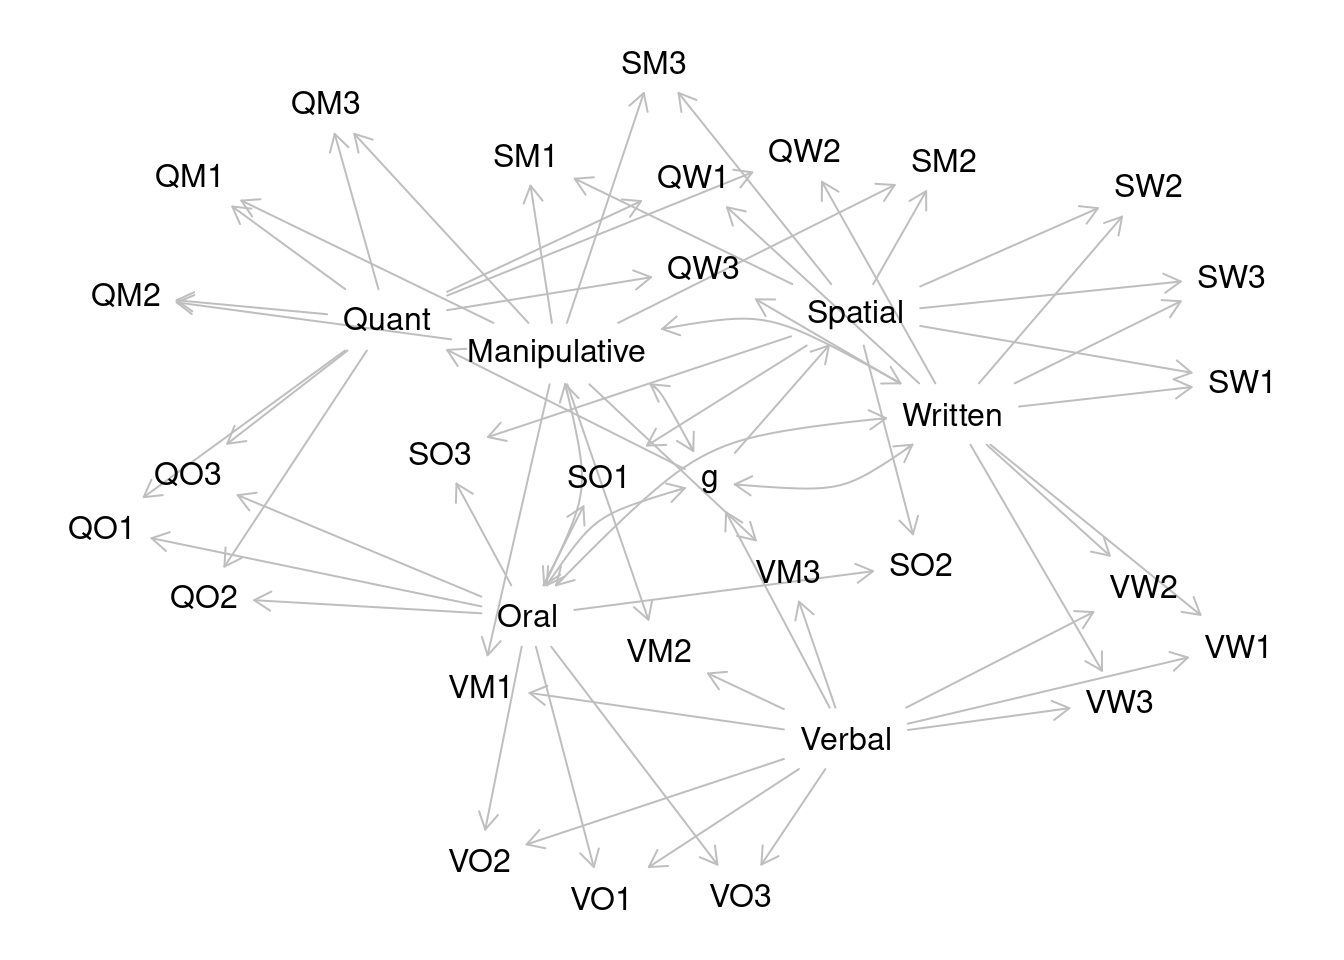 SM3
QM3
QW2
SM1
SM2
QM1
QW1
SW2
QW3
SW3
QM2
Spatial
Quant
Manipulative
SW1
Written
SO3
QO3
SO1
g
QO1
SO2
VM3
VW2
QO2
Oral
VW1
VM2
VM1
VW3
Verbal
VO2
VO3
VO1